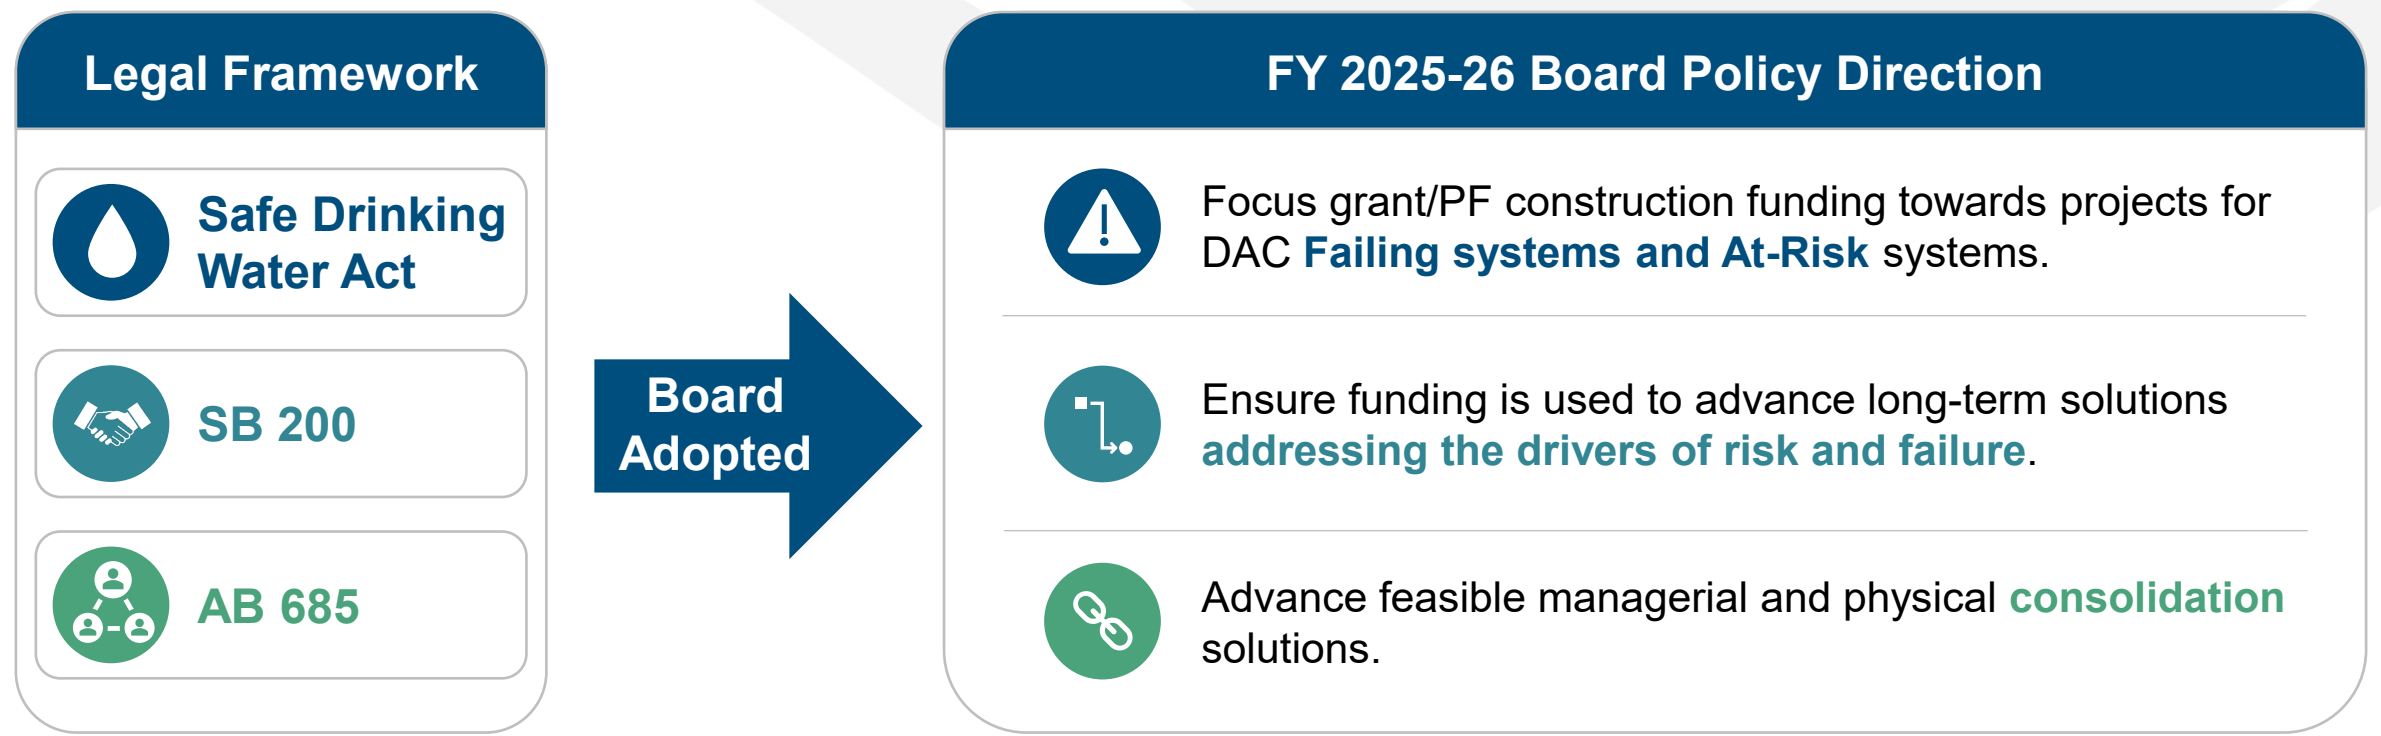 Legal Framework
Safe Drinking
Water Act
SB 200
AB 685
Board
Adopted
FY 2025-26 Board Policy Direction
Focus grant/PF construction funding towards projects for
DAC Failing systems and At-Risk systems.
Ensure funding is used to advance long-term solutions
addressing the drivers of risk and failure.
Advance feasible managerial and physical consolidation
solutions.